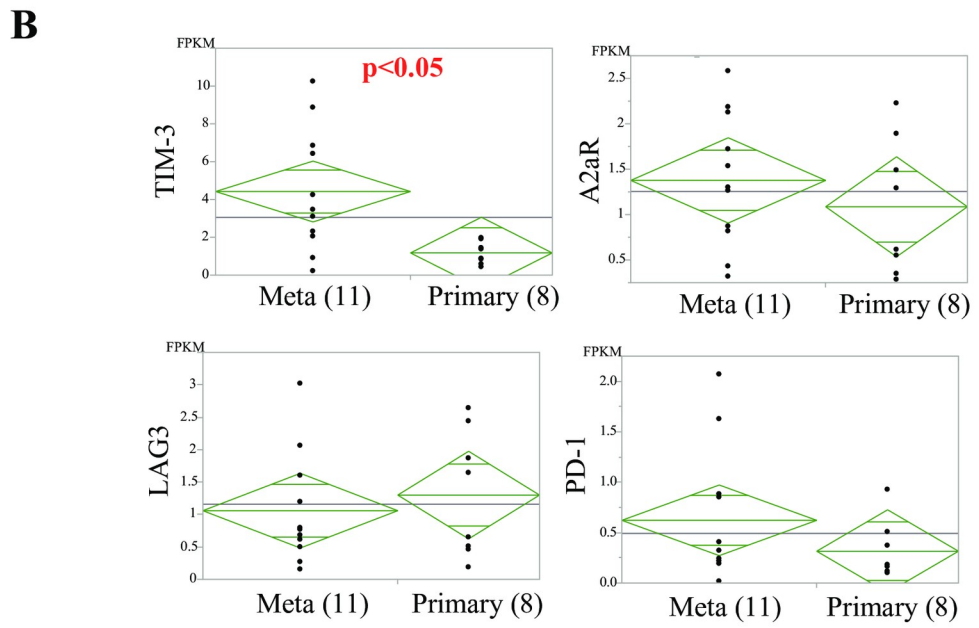 B
FPKM
p<0.05
TIM-3
10
8
6
4
2
0
Meta (11)
Primary (8)
FPKM
A2aR
2.5
2
1.5
1
0.5
Meta (11)
Primary (8)
FPKM
LAG3
3
2.5
2
1.5
1
0.5
0
Meta (11)
Primary (8)
FPKM
PD-1
2.0
1.5
1.0
0.5
0.0
Meta (11)
Primary (8)